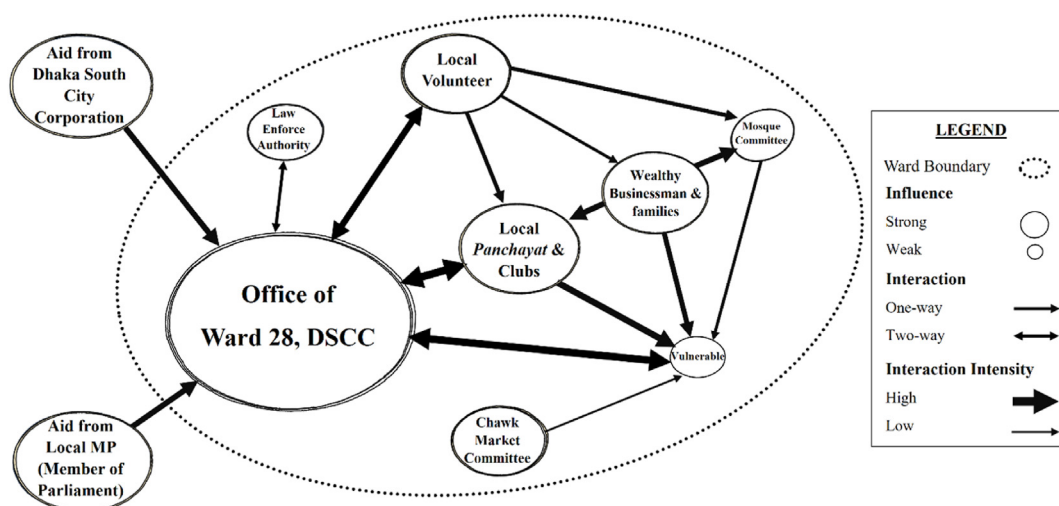 Aid from
Dhaka South
City
Corporation
Law
Enforce
Authority
Local
Volunteer
Mosque
Committee
Wealthy
Businessman &
families
Local
Panchayat &
Clubs
Office of
Ward 28, DSCC
Vulnerable
Chawk
Market
Committee
Aid from
Local MP
(Member of
Parliament)
LEGEND
Ward Boundary
Influence
Strong
Weak
Interaction
One-way
Two-way
Interaction Intensity
High
Low